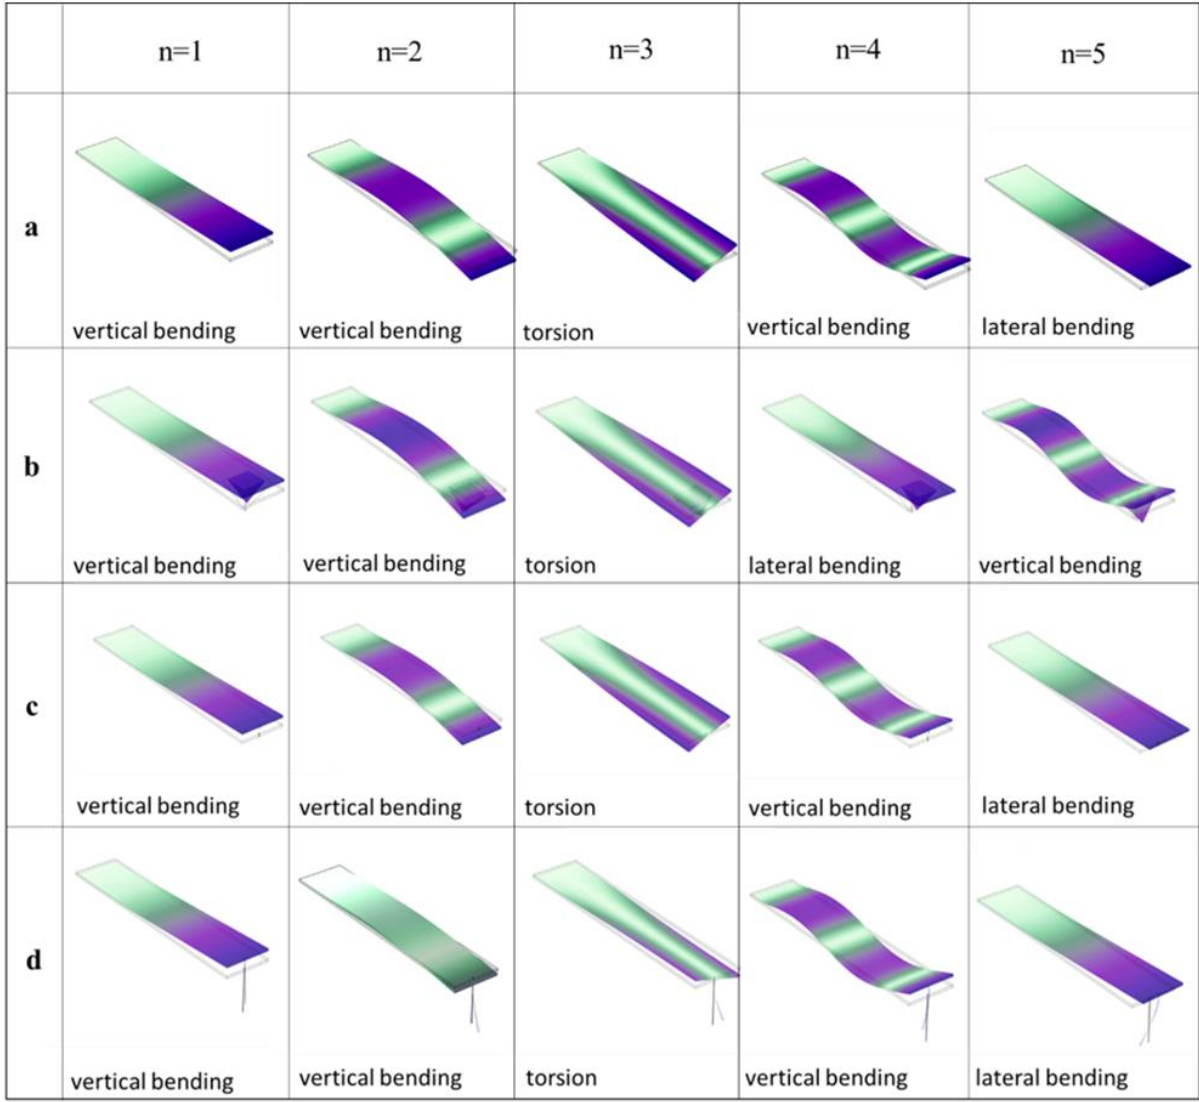 n=1 n=2 n=3 n=4 n=5
a
vertical bending vertical bending torsion vertical bending lateral bending
b
vertical bending vertical bending torsion lateral bending vertical bending
c
vertical bending vertical bending torsion vertical bending lateral bending
d
vertical bending vertical bending torsion vertical bending lateral bending